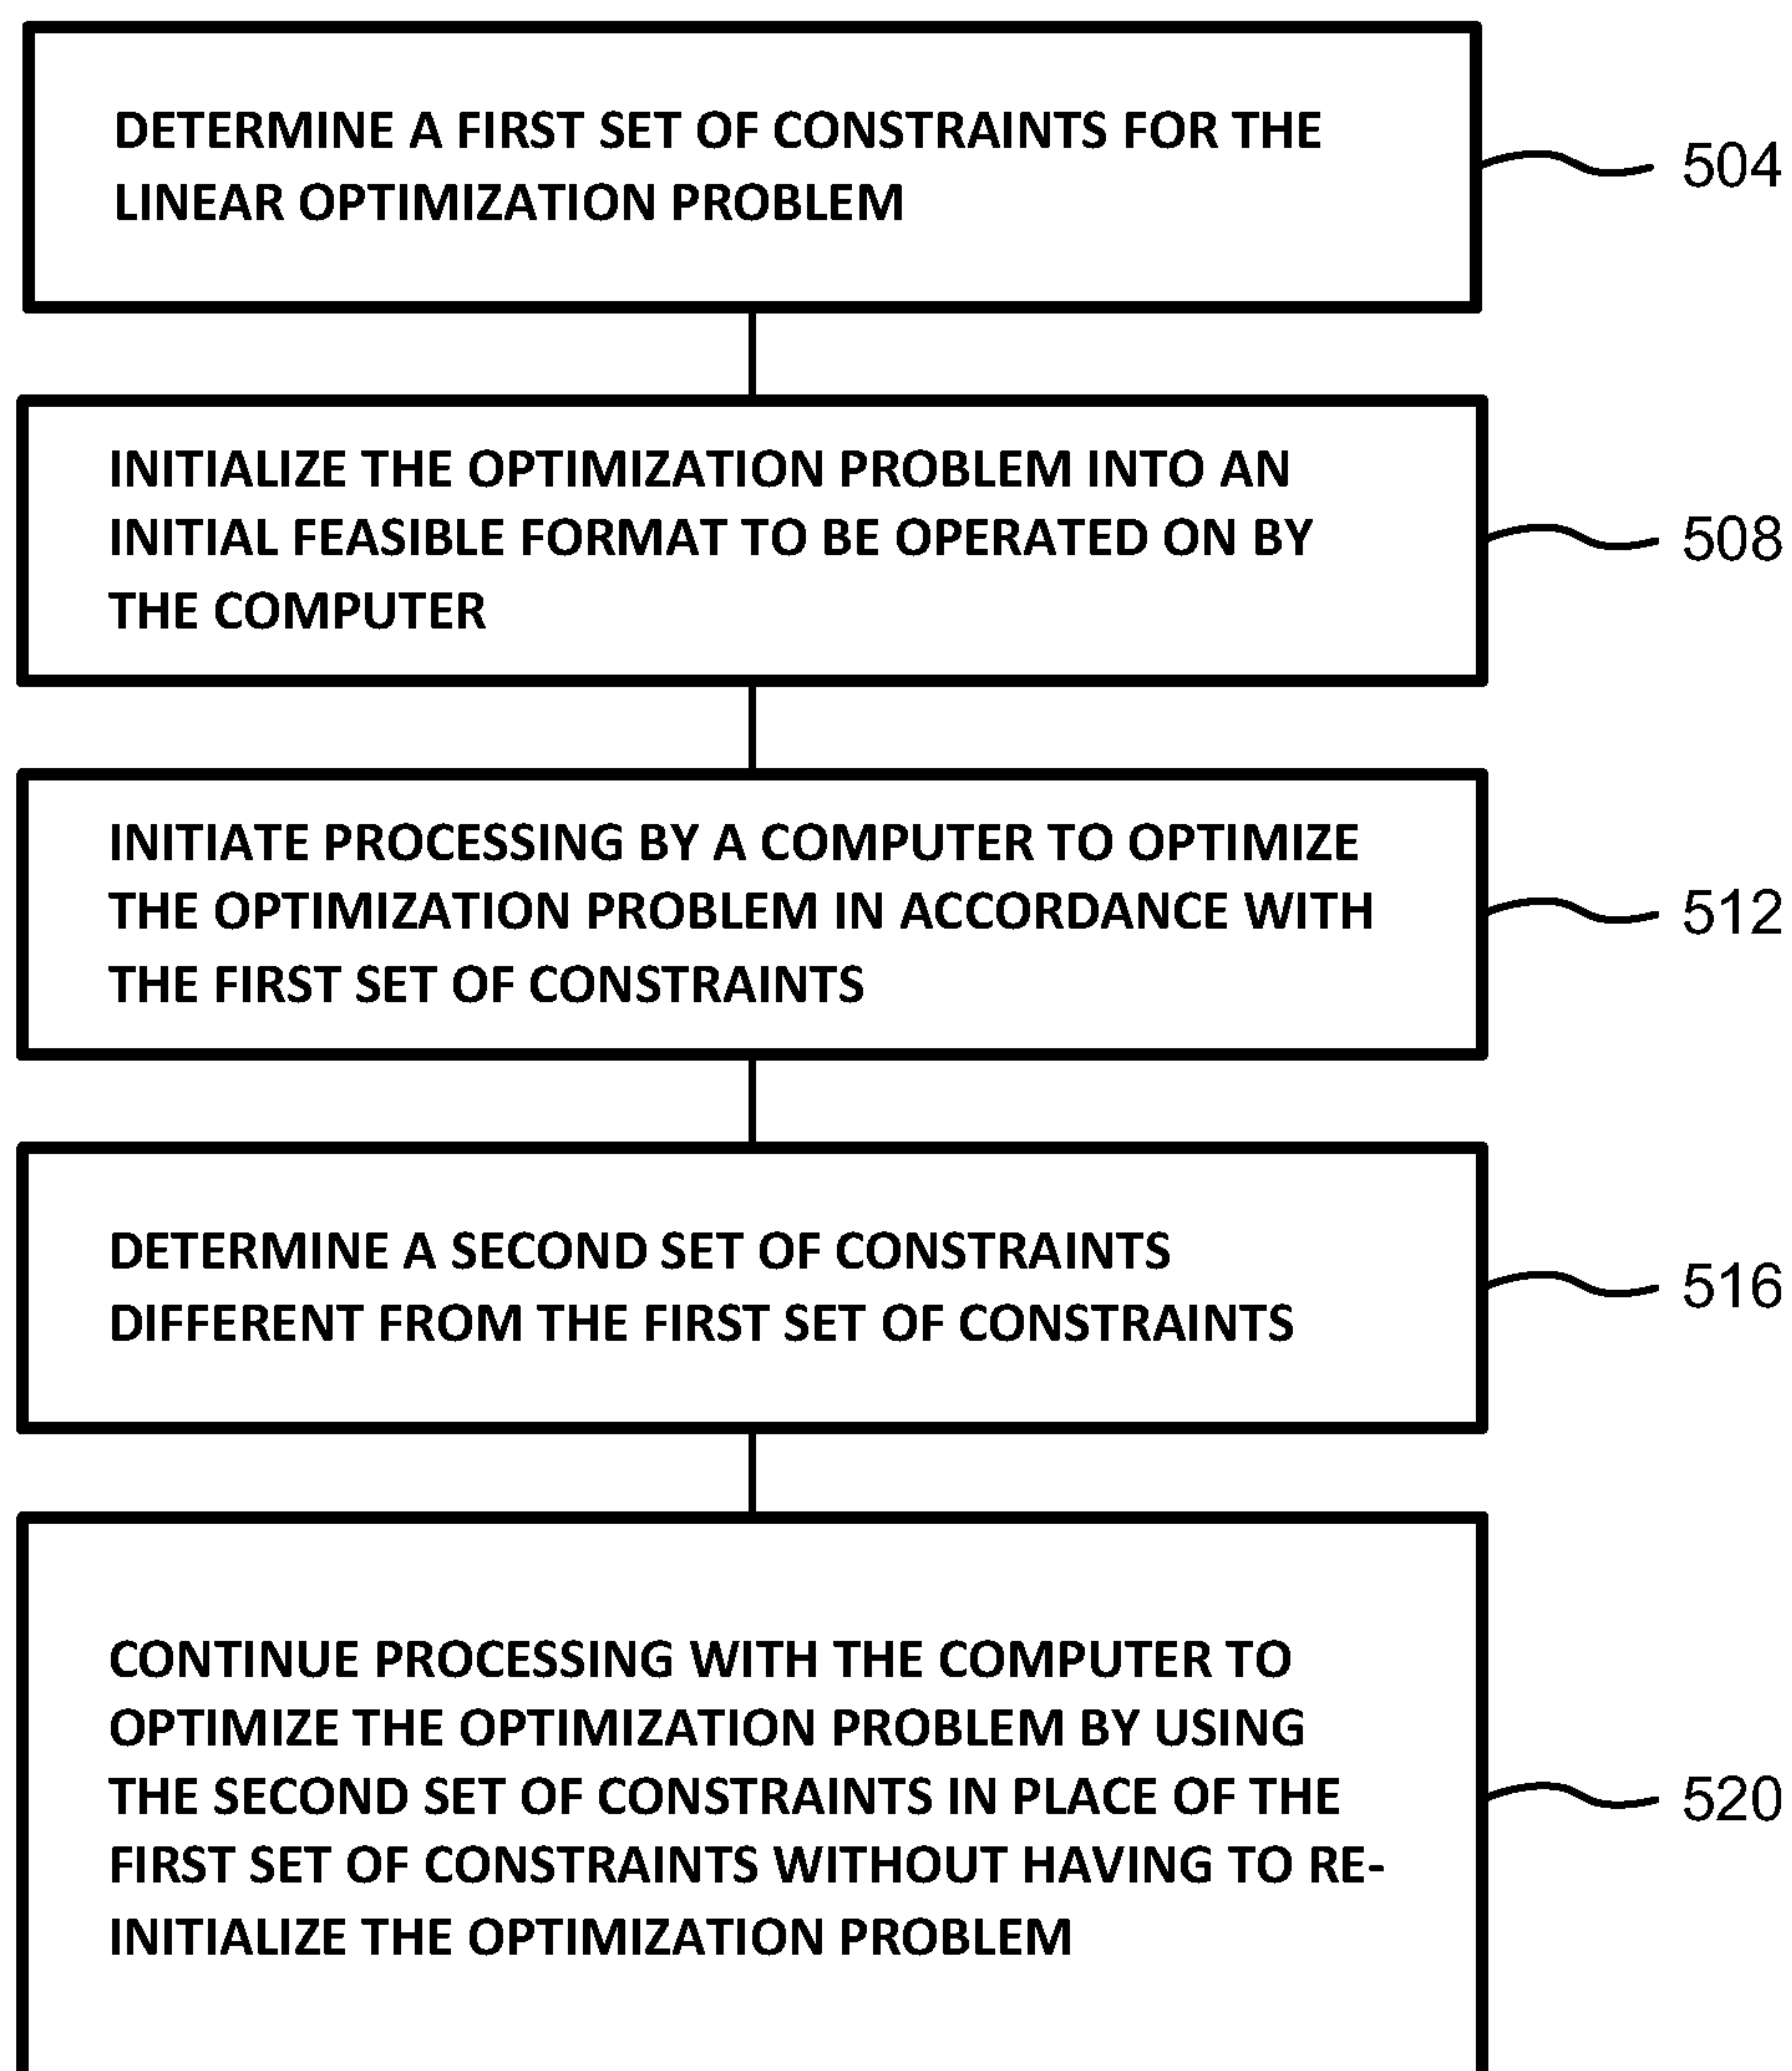 DETERMINE A FIRST SET OF CONSTRAINTS FOR THE
LINEAR OPTIMIZATION PROBLEM
504
INITIALIZE THE OPTIMIZATION PROBLEM INTO AN
INITIAL FEASIBLE FORMAT TO BE OPERATED ON BY
THE COMPUTER
508
INITIATE PROCESSING BY A COMPUTER TO OPTIMIZE
THE OPTIMIZATION PROBLEM IN ACCORDANCE WITH
THE FIRST SET OF CONSTRAINTS
512
DETERMINE A SECOND SET OF CONSTRAINTS
DIFFERENT FROM THE FIRST SET OF CONSTRAINTS
516
CONTINUE PROCESSING WITH THE COMPUTER TO
OPTIMIZE THE OPTIMIZATION PROBLEM BY USING
THE SECOND SET OF CONSTRAINTS IN PLACE OF THE
FIRST SET OF CONSTRAINTS WITHOUT HAVING TO RE-
INITIALIZE THE OPTIMIZATION PROBLEM
520